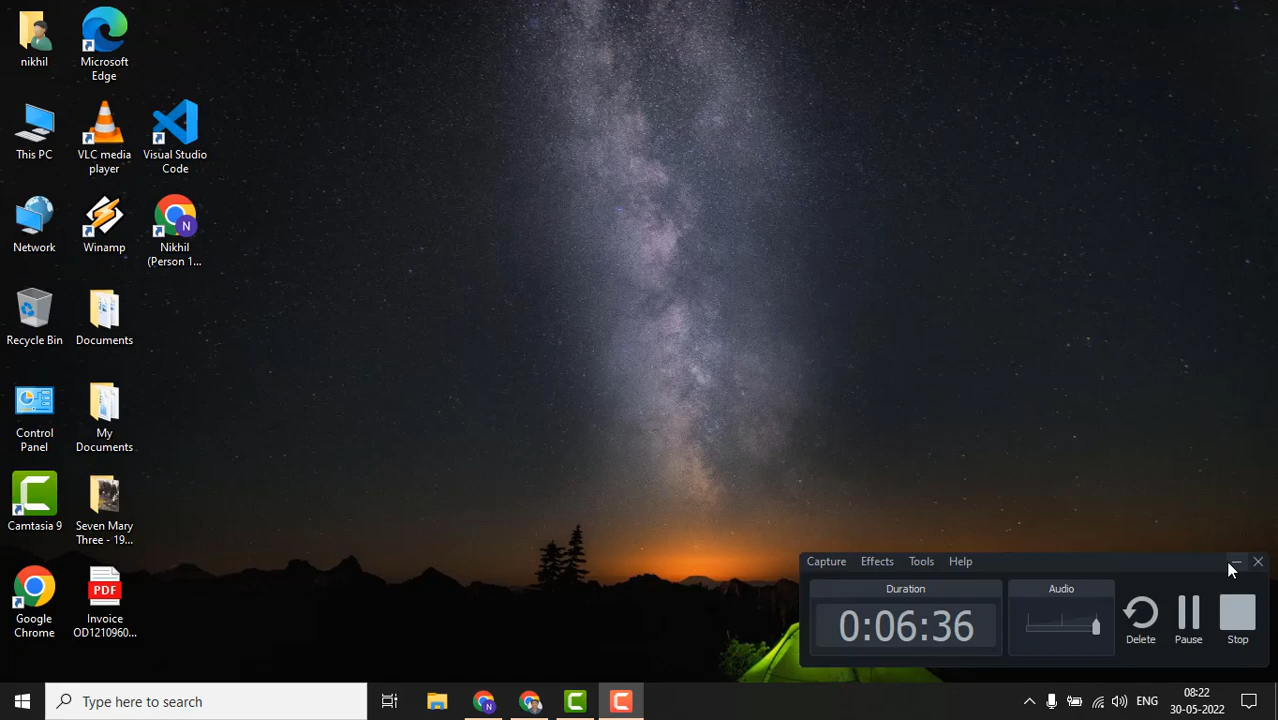 nikhil
Microsoft
Edge
This PC
VLC media
player
Visual Studio
Code
Network
Winamp
Nikhil
(Person 1...
N
Recycle Bin
Documents
Control
Panel
My
Documents
Camtasia 9
Seven Mary
Three - 19...
Google
Chrome
PDF
Invoice
OD1210960...
Capture
Effects
Tools
Help
Duration
0:06:36
Audio
Delete
Pause
Stop
Type here to search
N
ENG
08:22
30-05-2022